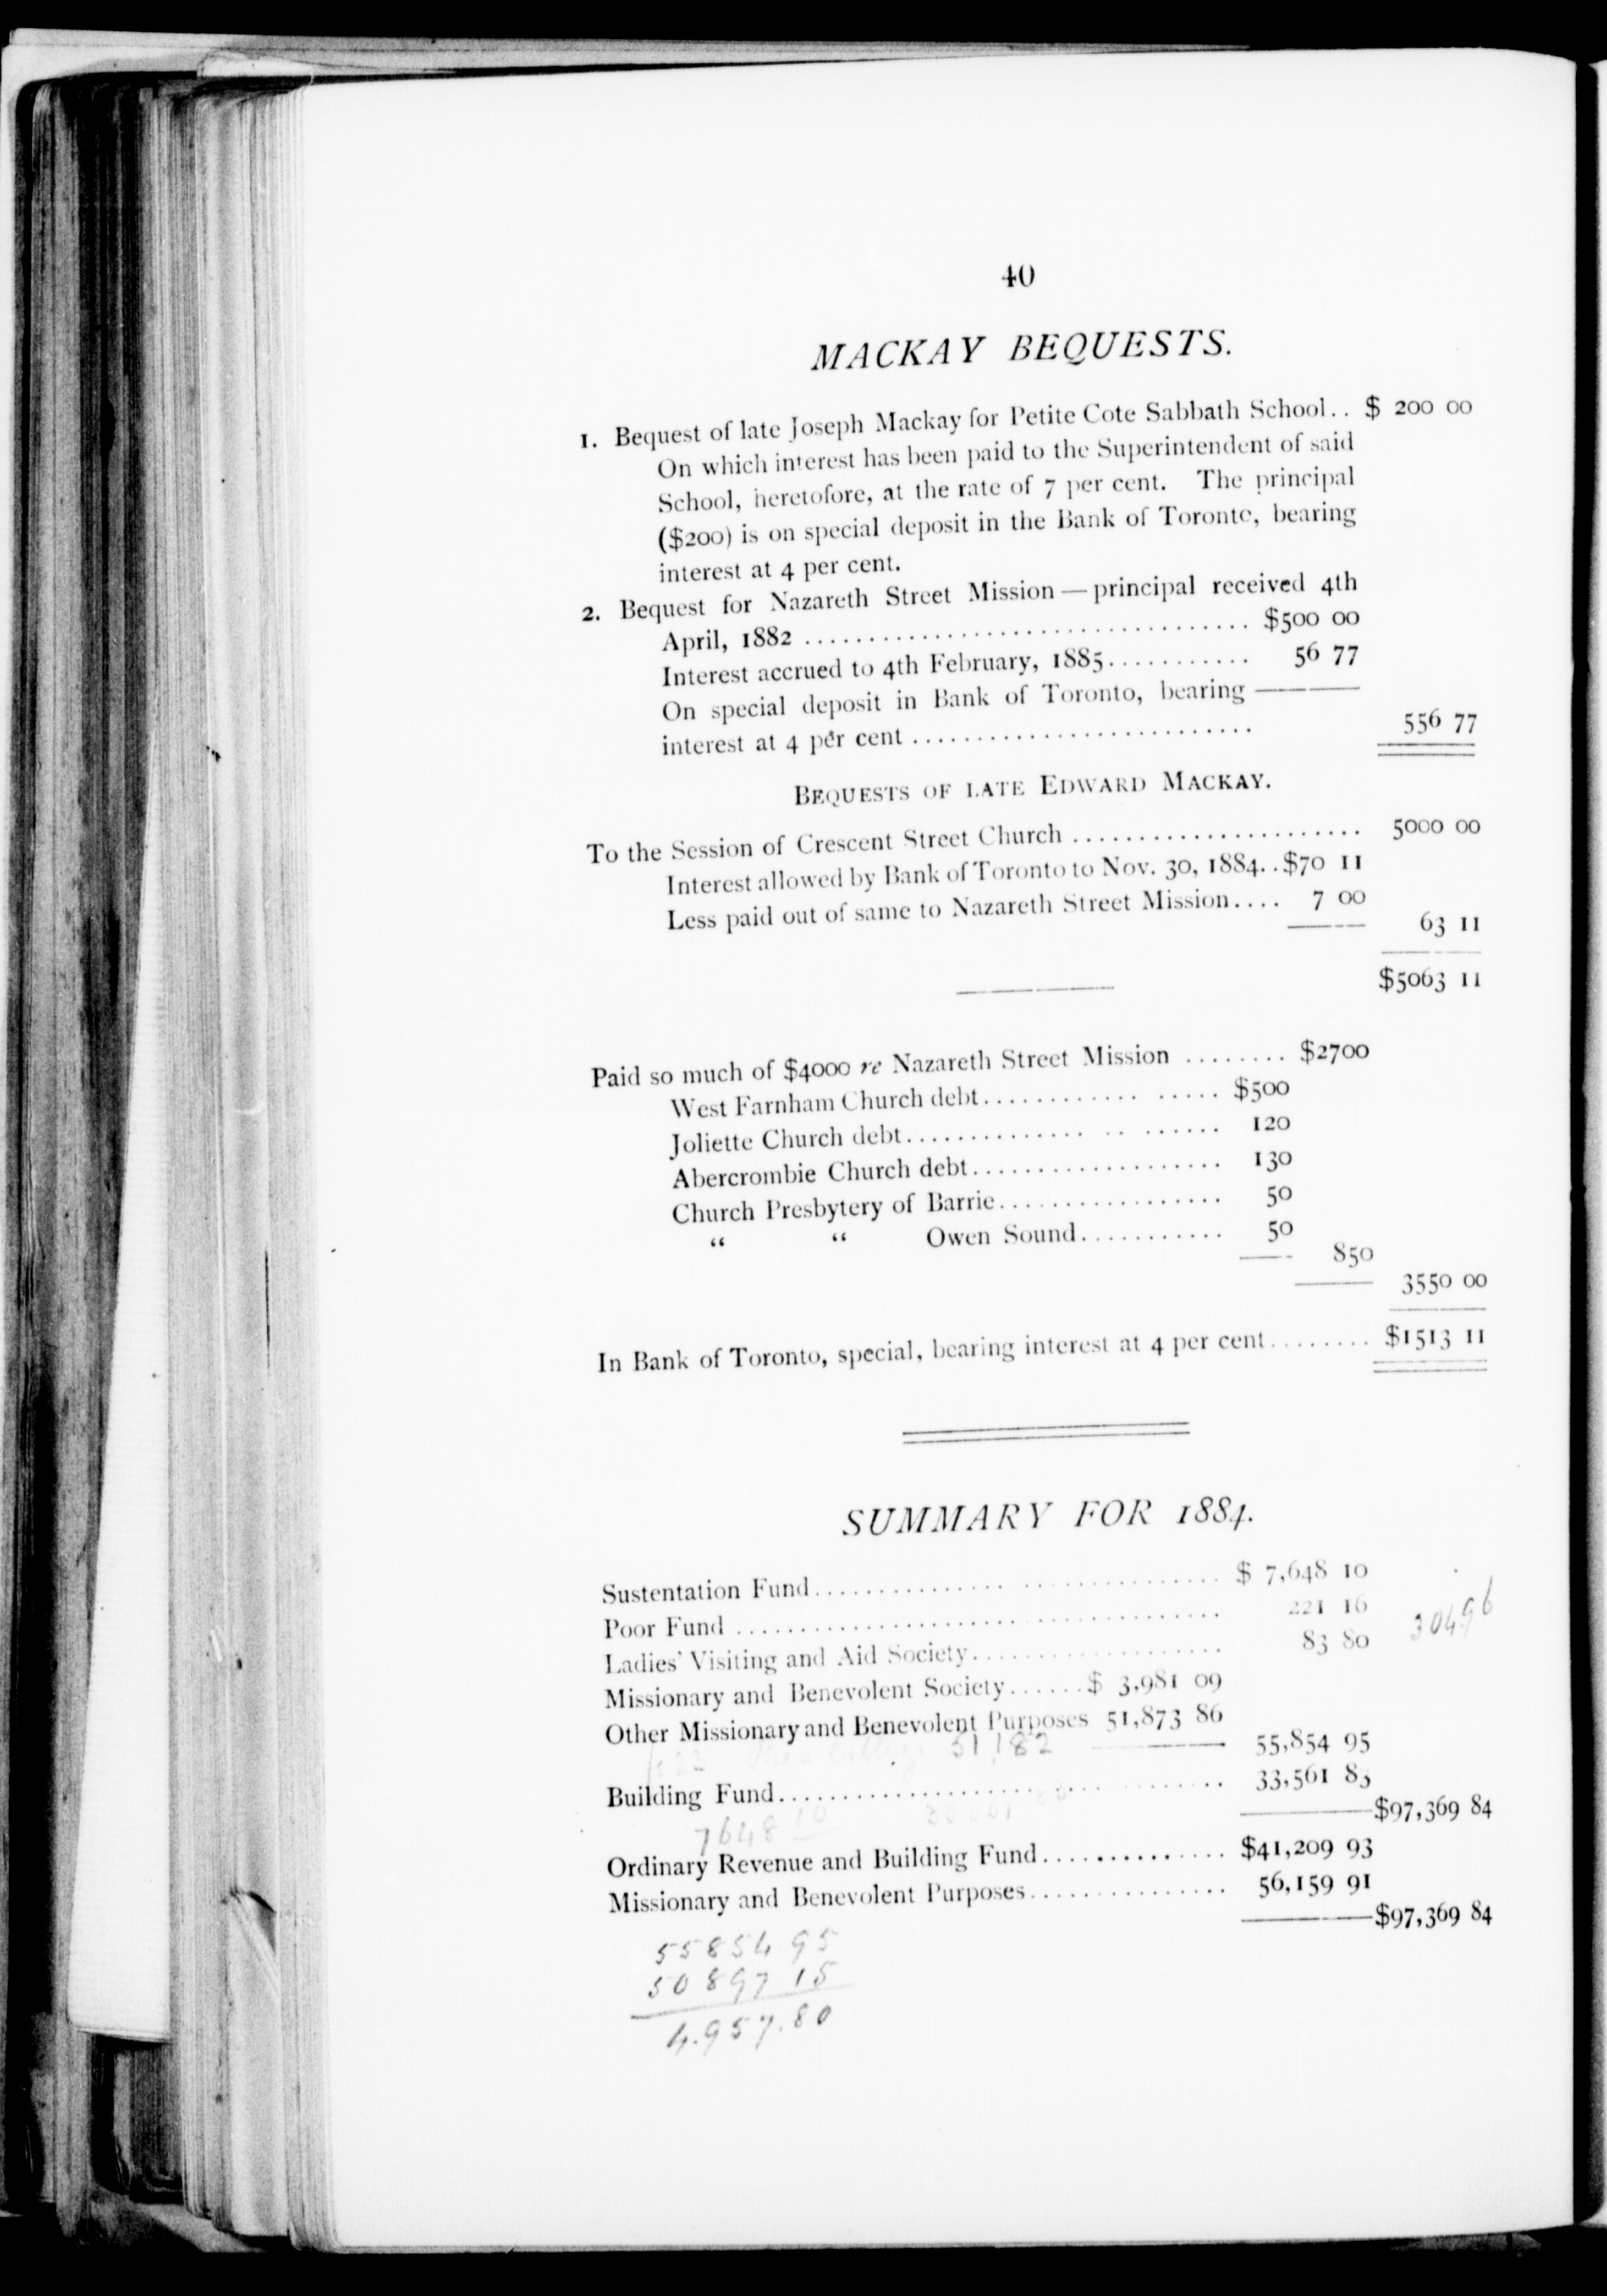 40
MACKAY BEQUESTS.
1. Bequest of late Joseph Mackay for Petite Cote Sabbath School.. $ 200 00
On which interest has been paid to the Superintendent of said
School, heretofore, at the rate of 7 per cent. The principal
($200) is on special deposit in the Bank of Toronto, bearing
interest at 4 per cent.
2. Bequest for Nazareth Street Mission — principal received 4th
April, 1882 .................................. $500 00
Interest accrued to 4th February, 1885........... 56 77
On special deposit in Bank of Toronto, bearing
interest at 4 per cent .......................... 556 77
BEQUESTS OF LATE EDWARD MACKAY.
To the Session of Crescent Street Church ...................... 5000 00
Interest allowed by Bank of Toronto to Nov. 30, 1884..$70 11
Less paid out of same to Nazareth Street Mission.... 7 00
63 11
$5063 11
Paid so much of $4000 re Nazareth Street Mission ........ $2700
West Farnham Church debt............ ..... $500
Joliette Church debt.............. .. ...... 120
Abercrombie Church debt................... 130
Church Presbytery of Barrie................. 50
“ “ Owen Sound........... 50
850
3550 00
In Bank of Toronto, special, bearing interest at 4 per cent........ $1513 11
SUMMARY FOR 1884.
Sustentation Fund............................... $ 7,648 10
Poor Fund ..................................... 221 16
30496
Ladies' Visiting and Aid Society................... 83 80
Missionary and Benevolent Society......$ 3,981 09
Other Missionary and Benevolent Purposes 51,873 86
51,182
55,854 95
Building Fund.................................. 33,561 83
$97,369 84
7648 10
Ordinary Revenue and Building Fund.............. $41,209 93
Missionary and Benevolent Purposes............... 56,159 91
$97,369 84
55854 95
50897 15
4.957.80